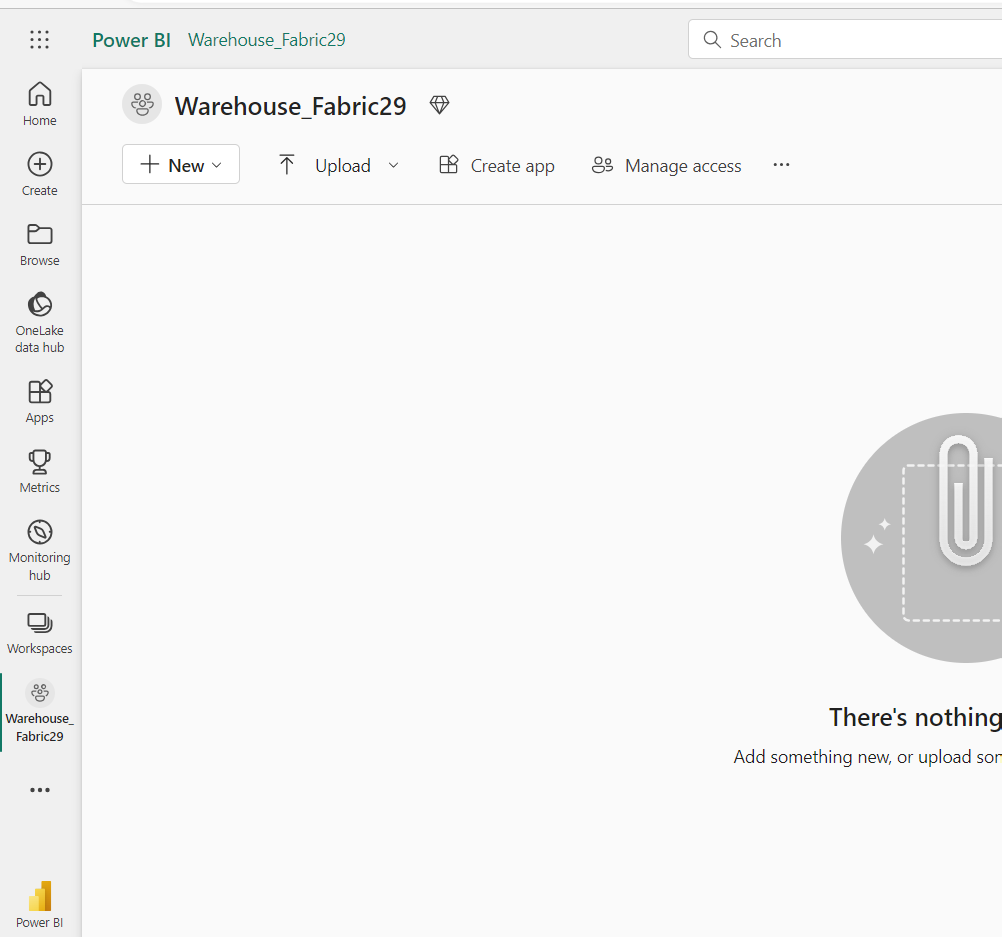 Power BI
Warehouse_Fabric29
Search
Home
Create
Browse
OneLake
data hub
Apps
Metrics
Monitoring
hub
Workspaces
Warehouse_
Fabric29
Power BI
Warehouse_Fabric29
New
Upload
Create app
Manage access
There's nothing
Add something new, or upload